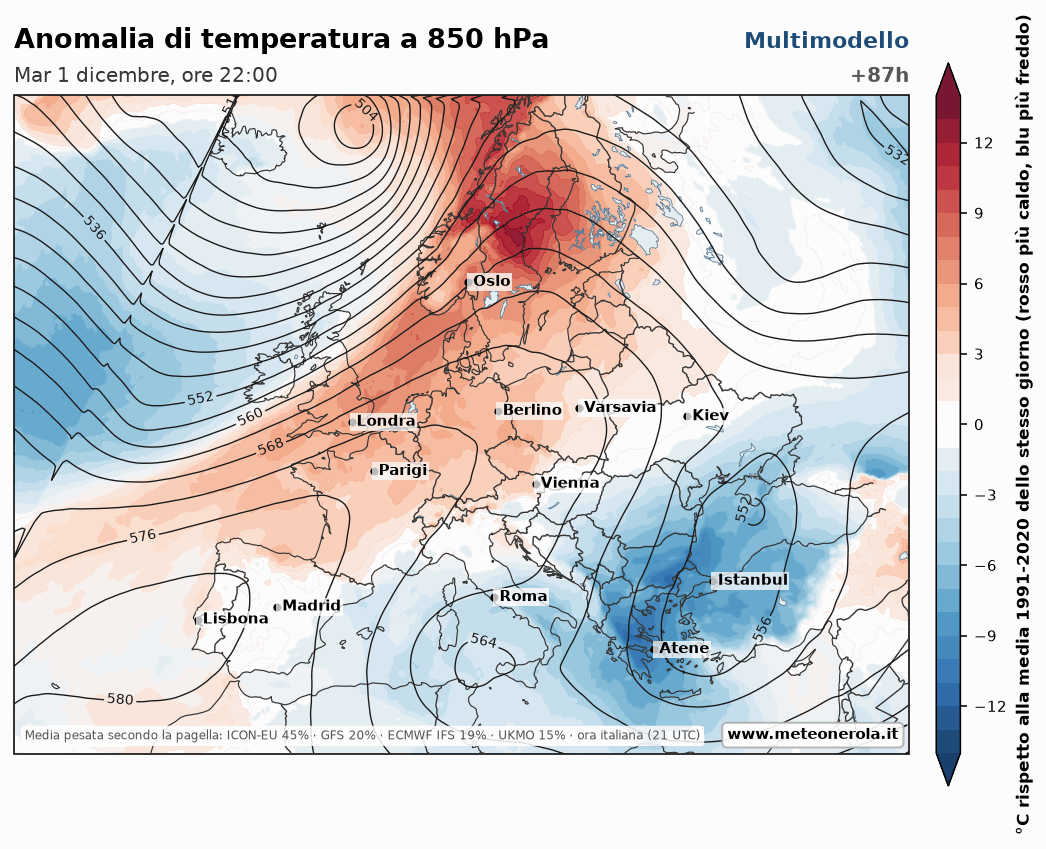 Anomalia di temperatura a 850 hPa
Multimodello
Mar 1 dicembre, ore 22:00
+87h
504
532
536
552
560
568
576
580
564
552
556
Oslo
Berlino
Varsavia
Kiev
Londra
Parigi
Vienna
Istanbul
Roma
Madrid
Lisbona
Atene
Media pesata secondo la pagella: ICON-EU 45% · GFS 20% · ECMWF IFS 19% · UKMO 15% · ora italiana (21 UTC)
www.meteonerola.it
12
9
6
3
0
−3
−6
−9
−12
°C rispetto alla media 1991-2020 dello stesso giorno (rosso più caldo, blu più freddo)